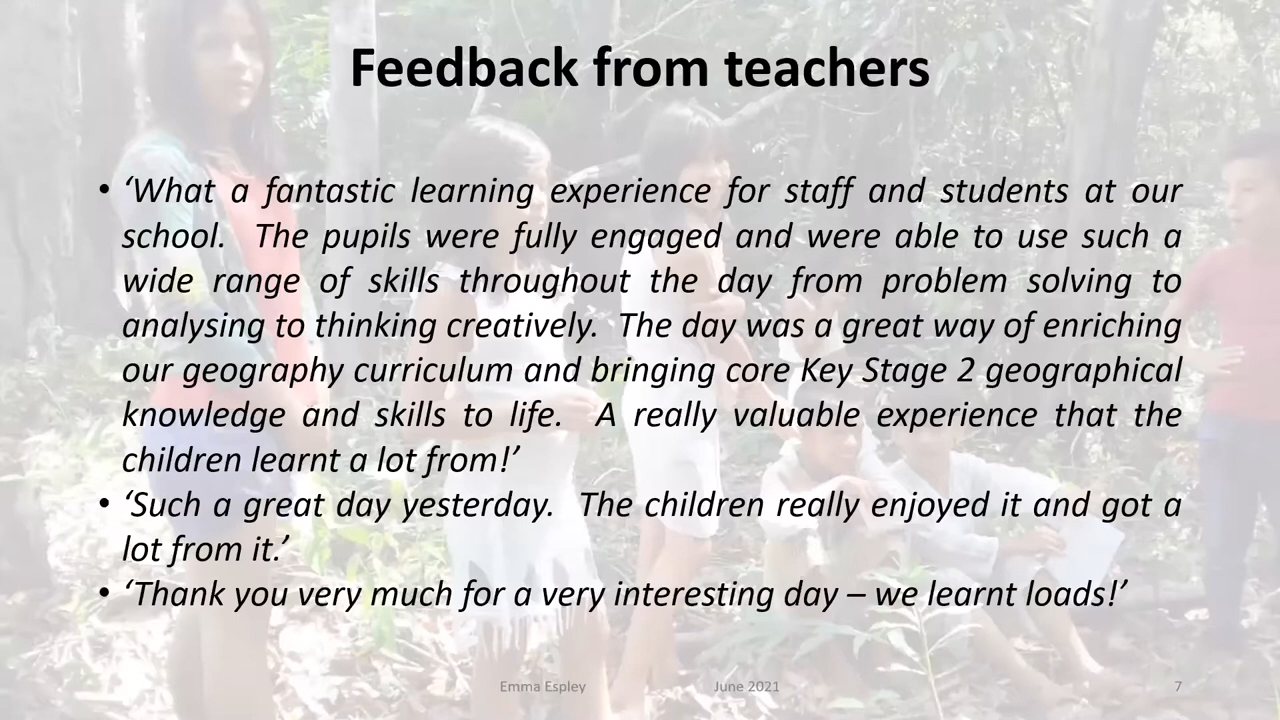 Feedback from teachers
• ‘What a fantastic learning experience for staff and students at our
school.  The pupils were fully engaged and were able to use such a
wide range of skills throughout the day from problem solving to
analysing to thinking creatively.  The day was a great way of enriching
our geography curriculum and bringing core Key Stage 2 geographical
knowledge and skills to life.  A really valuable experience that the
children learnt a lot from!’
• ‘Such a great day yesterday.  The children really enjoyed it and got a
lot from it.’
• ‘Thank you very much for a very interesting day – we learnt loads!’
Emma Espley June 2021 7